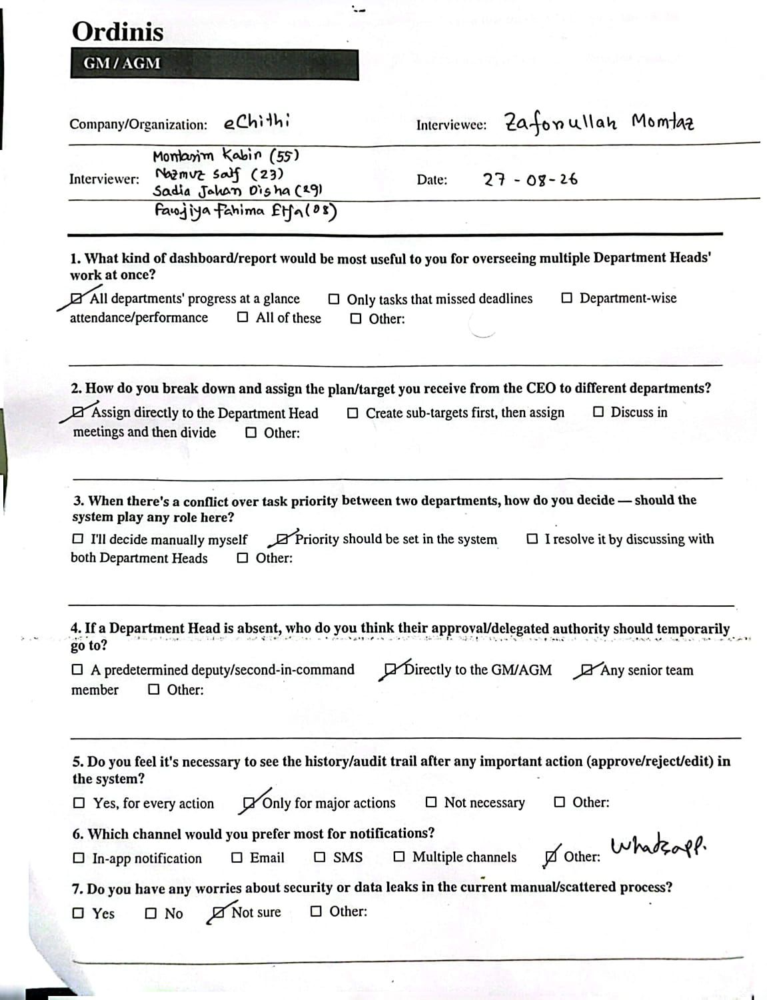 Ordinis
GM / AGM
Company/Organization: eChithi Interviewee: Zafonullah Momtaz
Montasim Kabin (55)
Interviewer: Nazmuz saif (23) Date: 27 - 08 - 26
Sadia Jahan Disha (29)
Fawjiya Fahima (08)
1. What kind of dashboard/report would be most useful to you for overseeing multiple Department Heads'
work at once?
☑ All departments' progress at a glance ☐ Only tasks that missed deadlines ☐ Department-wise
attendance/performance ☐ All of these ☐ Other:
2. How do you break down and assign the plan/target you receive from the CEO to different departments?
☑ Assign directly to the Department Head ☐ Create sub-targets first, then assign ☐ Discuss in
meetings and then divide ☐ Other:
3. When there's a conflict over task priority between two departments, how do you decide — should the
system play any role here?
☐ I'll decide manually myself ☑ Priority should be set in the system ☐ I resolve it by discussing with
both Department Heads ☐ Other:
4. If a Department Head is absent, who do you think their approval/delegated authority should temporarily
go to?
☐ A predetermined deputy/second-in-command ☑ Directly to the GM/AGM ☑ Any senior team
member ☐ Other:
5. Do you feel it's necessary to see the history/audit trail after any important action (approve/reject/edit) in
the system?
☐ Yes, for every action ☑ Only for major actions ☐ Not necessary ☐ Other:
6. Which channel would you prefer most for notifications?
☐ In-app notification ☐ Email ☐ SMS ☐ Multiple channels ☑ Other: Whatsapp.
7. Do you have any worries about security or data leaks in the current manual/scattered process?
☐ Yes ☐ No ☑ Not sure ☐ Other: